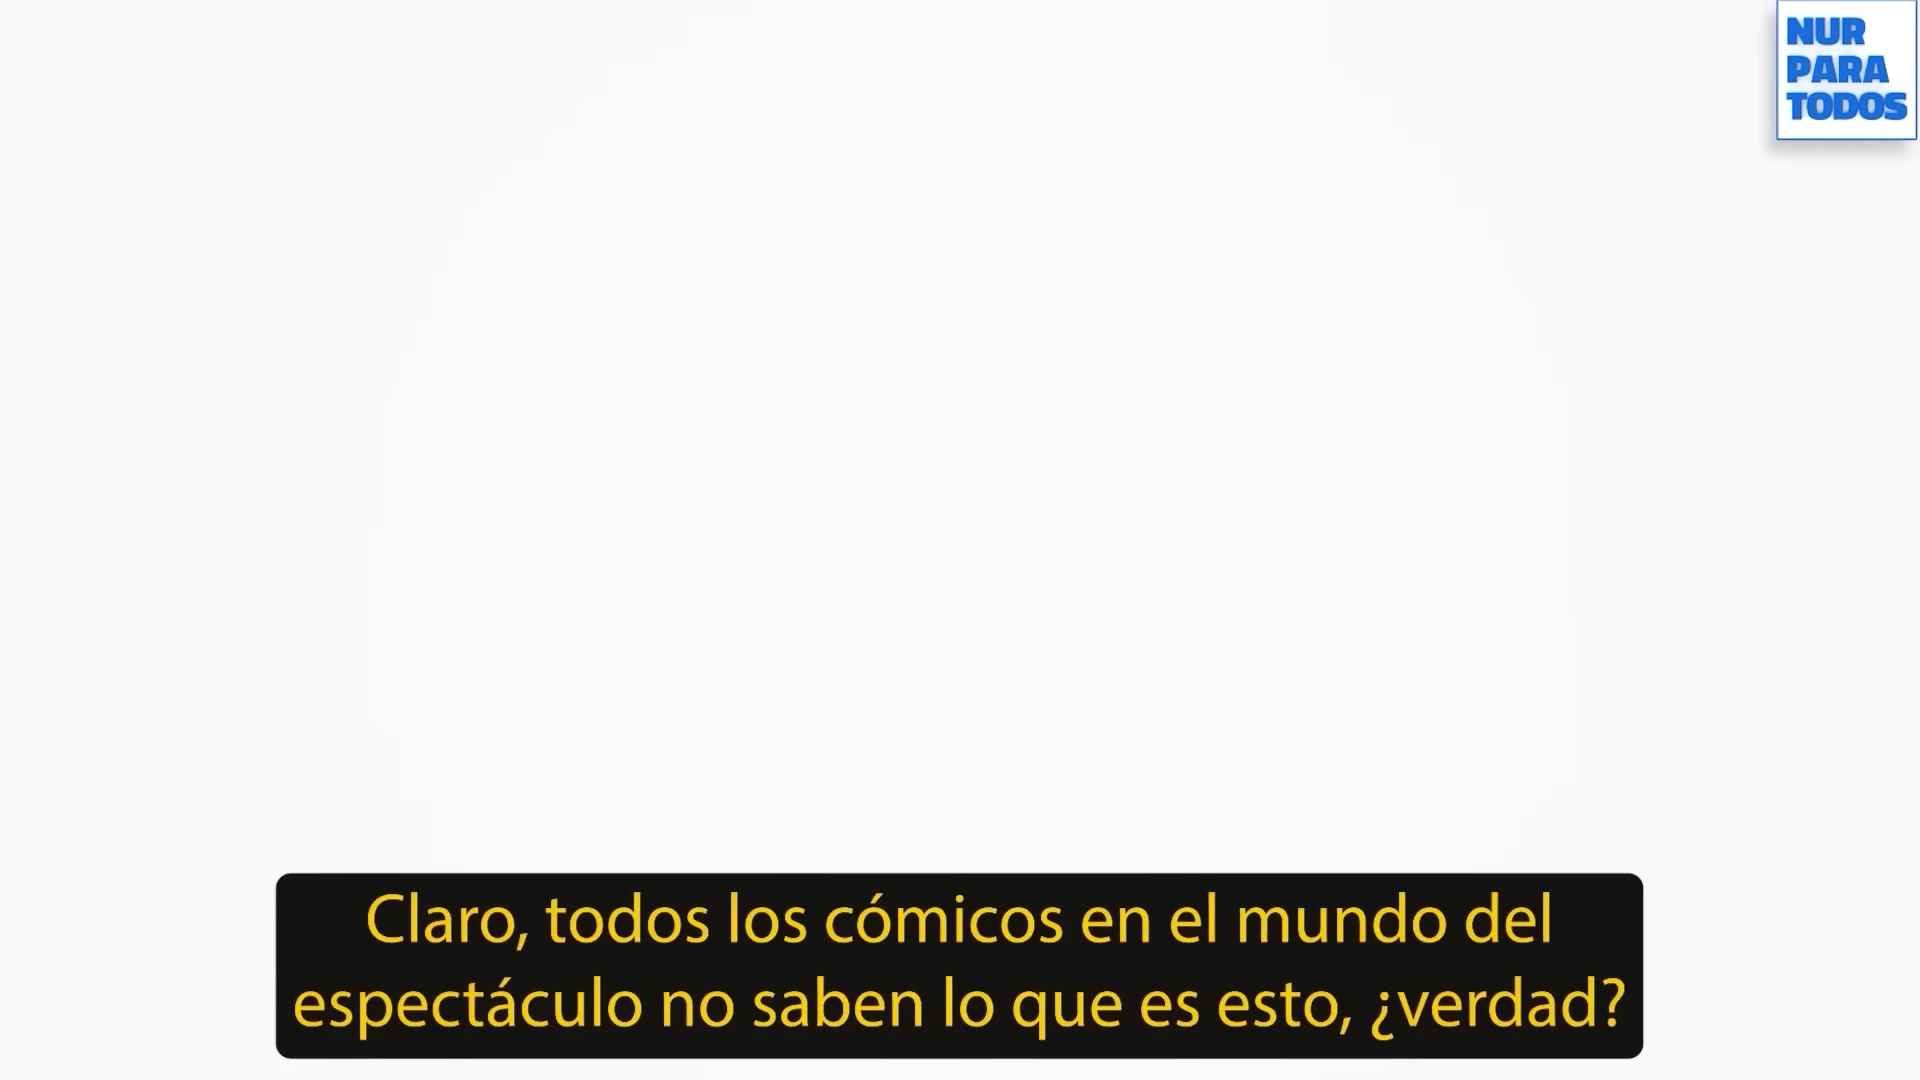 NUR
PARA
TODOS
Claro, todos los cómicos en el mundo del
espectáculo no saben lo que es esto, ¿verdad?